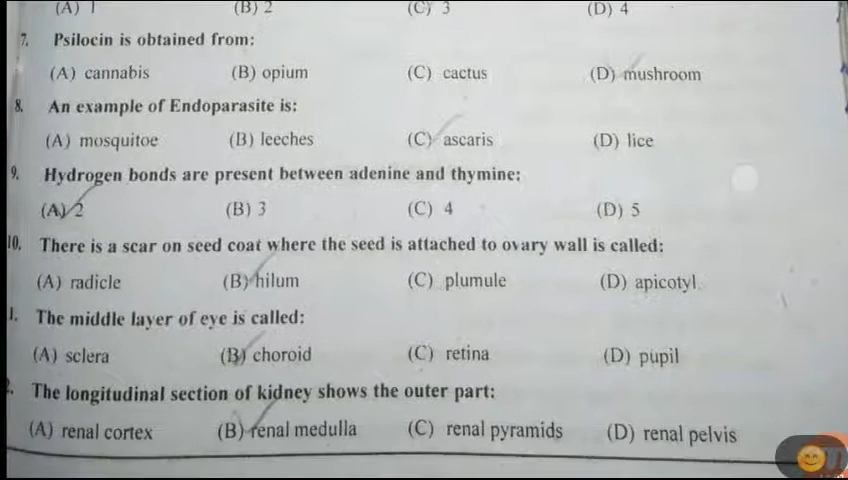 (A) 1 (B) 2 (C) 3 (D) 4
7. Psilocin is obtained from:
(A) cannabis (B) opium (C) cactus (D) mushroom
8. An example of Endoparasite is:
(A) mosquitoe (B) leeches (C) ascaris (D) lice
9. Hydrogen bonds are present between adenine and thymine:
(A) 2 (B) 3 (C) 4 (D) 5
10. There is a scar on seed coat where the seed is attached to ovary wall is called:
(A) radicle (B) hilum (C) plumule (D) apicotyl.
1. The middle layer of eye is called:
(A) sclera (B) choroid (C) retina (D) pupil
2. The longitudinal section of kidney shows the outer part:
(A) renal cortex (B) renal medulla (C) renal pyramids (D) renal pelvis